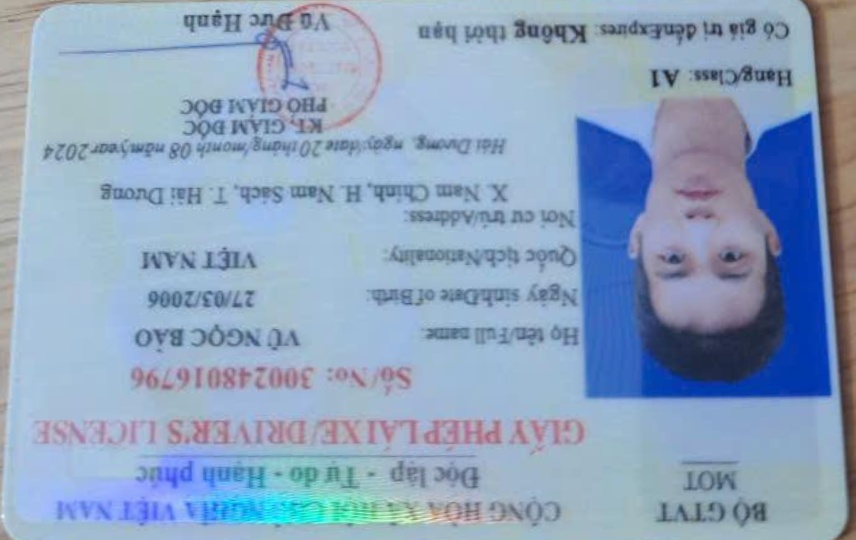 BỘ GTVT
MOT
CỘNG HÒA XÃ HỘI CHỦ NGHĨA VIỆT NAM
Độc lập - Tự do - Hạnh phúc
GIẤY PHÉP LÁI XE/DRIVER'S LICENSE
Số/No: 300248016796
Họ tên/Full name: VŨ NGỌC BẢO
Ngày sinh/Date of Birth: 27/03/2006
Quốc tịch/Nationality: VIỆT NAM
Nơi cư trú/Address:
X. Nam Chính, H. Nam Sách, T. Hải Dương
Hải Dương, ngày/date 20 tháng/month 08 năm/year 2024
KT. GIÁM ĐỐC
PHÓ GIÁM ĐỐC
Hạng/Class: A1
Có giá trị đến/Expires: Không thời hạn
Vũ Đức Hạnh